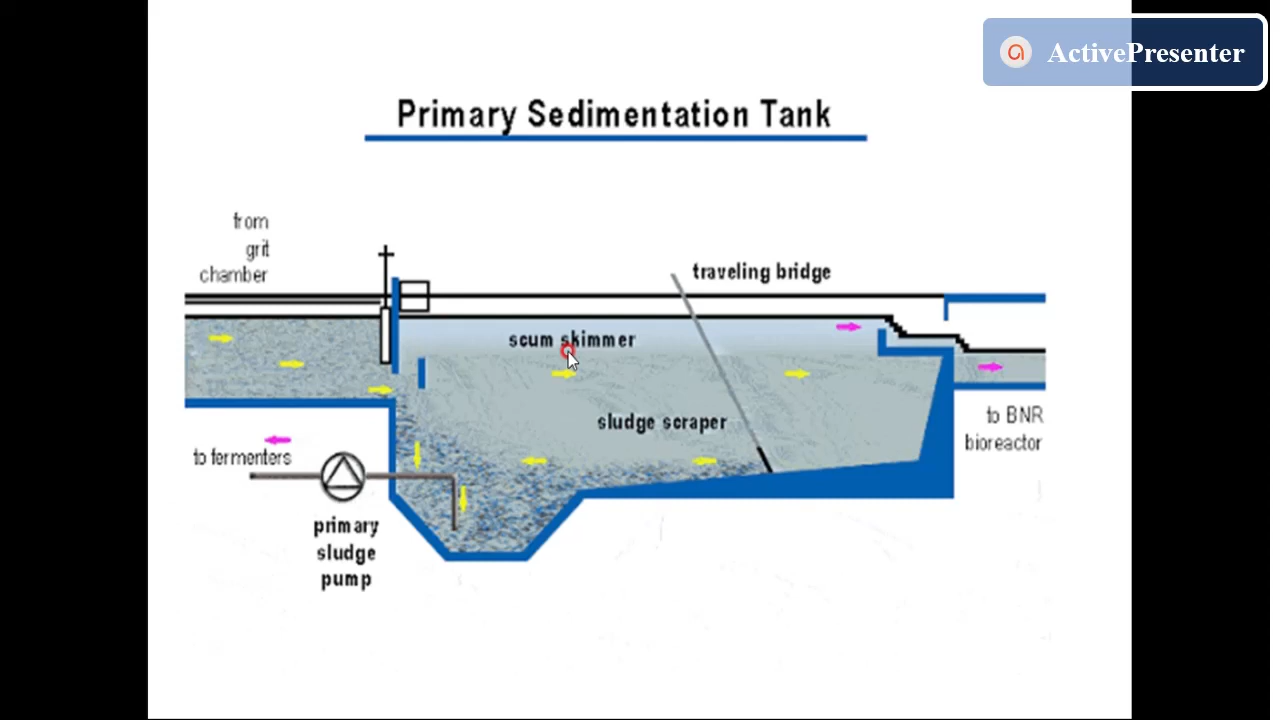 ActivePresenter
Primary Sedimentation Tank
from
grit
chamber
traveling bridge
scum skimmer
sludge scraper
to BNR
bioreactor
to fermenters
primary
sludge
pump